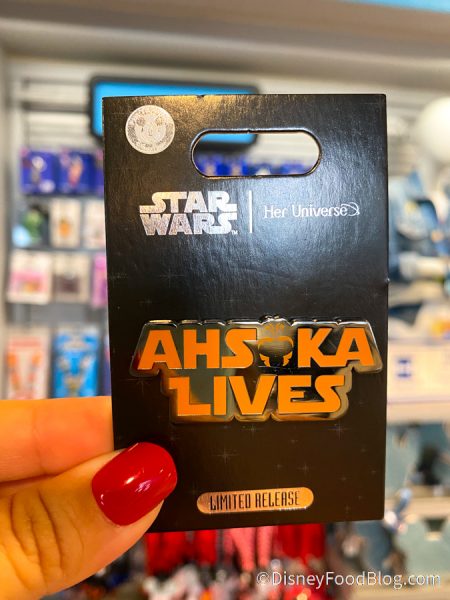 STAR WARS
Her Universe
AHSOKA
LIVES
LIMITED RELEASE
©DisneyFoodBlog.com